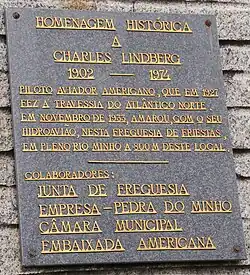 HOMENAGEM HISTÓRICA
A
CHARLES LINDBERG
1902 — 1974
PILOTO AVIADOR AMERICANO, QUE EM 1927
FEZ A TRAVESSIA DO ATLÂNTICO NORTE
EM NOVEMBRO DE 1933, AMAROU COM O SEU
HIDROAVIÃO, NESTA FREGUESIA DE FRIESTAS,
EM PLENO RIO MINHO A 800 M DESTE LOCAL.
COLABORADORES:
JUNTA DE FREGUESIA
EMPRESA - PEDRA DO MINHO
CÂMARA MUNICIPAL
EMBAIXADA AMERICANA